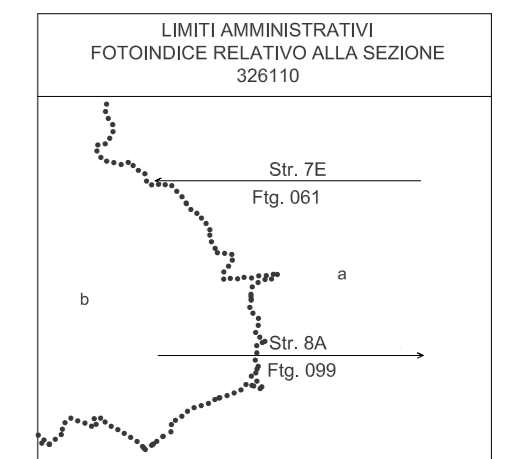 LIMITI AMMINISTRATIVI
FOTOINDICE RELATIVO ALLA SEZIONE
326110
Str. 7E
Ftg. 061
a
b
Str. 8A
Ftg. 099